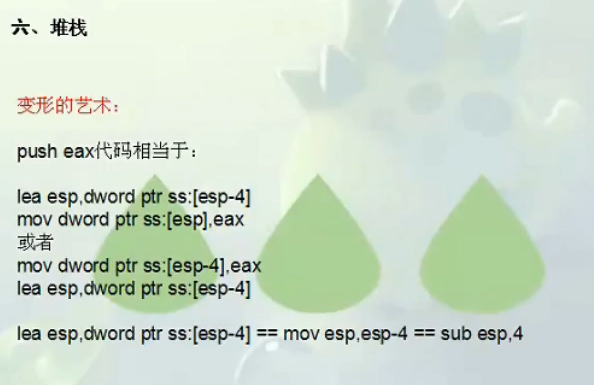 六、堆栈
变形的艺术：
push eax代码相当于：
lea esp,dword ptr ss:[esp-4]
mov dword ptr ss:[esp],eax
或者
mov dword ptr ss:[esp-4],eax
lea esp,dword ptr ss:[esp-4]
lea esp,dword ptr ss:[esp-4] == mov esp,esp-4 == sub esp,4